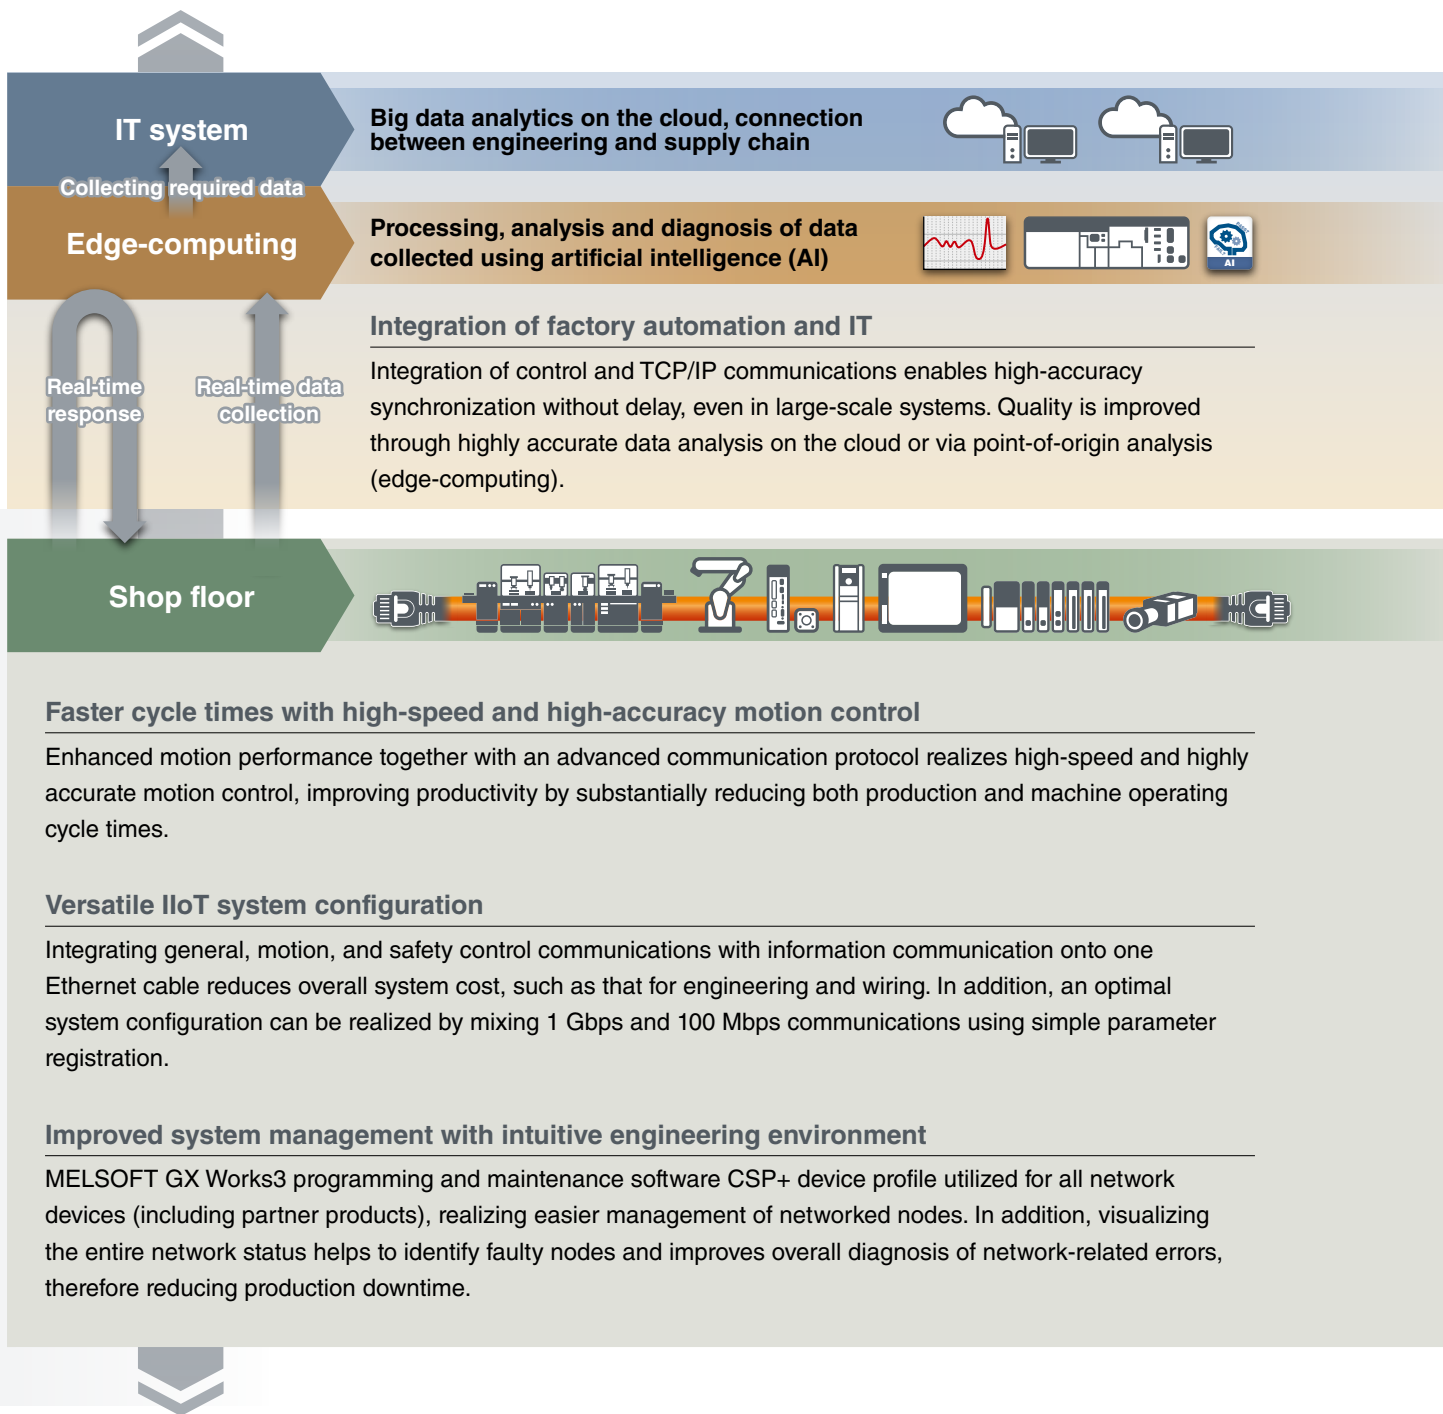 IT system
Big data analytics on the cloud, connection
between engineering and supply chain
Collecting required data
Edge-computing
Processing, analysis and diagnosis of data
collected using artificial intelligence (AI)
AI
Integration of factory automation and IT
Integration of control and TCP/IP communications enables high-accuracy
synchronization without delay, even in large-scale systems. Quality is improved
through highly accurate data analysis on the cloud or via point-of-origin analysis
(edge-computing).
Real-time
response
Real-time data
collection
Shop floor
Faster cycle times with high-speed and high-accuracy motion control
Enhanced motion performance together with an advanced communication protocol realizes high-speed and highly
accurate motion control, improving productivity by substantially reducing both production and machine operating
cycle times.
Versatile IIoT system configuration
Integrating general, motion, and safety control communications with information communication onto one
Ethernet cable reduces overall system cost, such as that for engineering and wiring. In addition, an optimal
system configuration can be realized by mixing 1 Gbps and 100 Mbps communications using simple parameter
registration.
Improved system management with intuitive engineering environment
MELSOFT GX Works3 programming and maintenance software CSP+ device profile utilized for all network
devices (including partner products), realizing easier management of networked nodes. In addition, visualizing
the entire network status helps to identify faulty nodes and improves overall diagnosis of network-related errors,
therefore reducing production downtime.